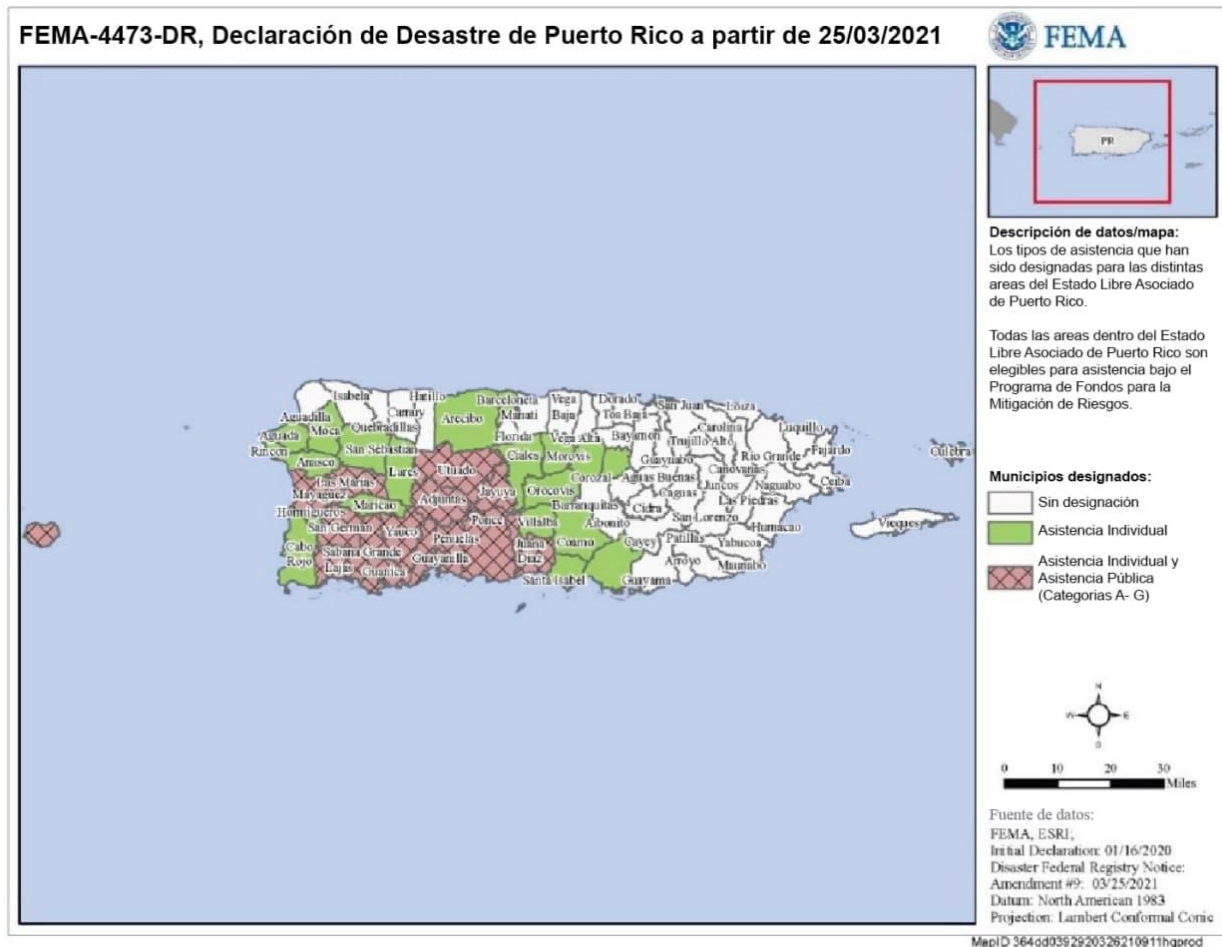 FEMA-4473-DR, Declaración de Desastre de Puerto Rico a partir de 25/03/2021
FEMA
PR
Descripción de datos/mapa:
Los tipos de asistencia que han
sido designadas para las distintas
areas del Estado Libre Asociado
de Puerto Rico.
Todas las areas dentro del Estado
Libre Asociado de Puerto Rico son
elegibles para asistencia bajo el
Programa de Fondos para la
Mitigación de Riesgos.
Municipios designados:
Sin designación
Asistencia Individual
Asistencia Individual y
Asistencia Pública
(Categorias A- G)
Isabela
Hatillo
Barceloneta
Vega
Baja
Dorado
Aguadilla
Camuy
Arecibo
Manati
Toa Baja
San Juan
Loiza
Moca
Quebradillas
Carolina
Luquillo
Aguada
Florida
Vega Alta
Bayamon
Trujillo Alto
Rincon
San Sebastian
Ciales
Morovis
Guaynabo
Rio Grande
Fajardo
Culebra
Anasco
Lares
Utuado
Corozal
Aguas Buenas
Canovanas
Las Marias
Orocovis
Juncos
Naguabo
Ceiba
Mayaguez
Adjuntas
Jayuya
Caguas
Las Piedras
Maricao
Barranquitas
Cidra
Hormigueros
San Lorenzo
San German
Yauco
Ponce
Villalba
Aibonito
Humacao
Vieques
Penuelas
Juana
Diaz
Coamo
Cayey
Patillas
Yabucoa
Cabo
Rojo
Sabana Grande
Guayanilla
Arroyo
Maunabo
Lajas
Guanica
Santa Isabel
Guayama
N
W
E
0 10 20 30
Miles
Fuente de datos:
FEMA, ESRI;
Initial Declaration: 01/16/2020
Disaster Federal Registry Notice:
Amendment #9: 03/25/2021
Datum: North American 1983
Projection: Lambert Conformal Conic
MapID 364dd0392920326210911hqprod